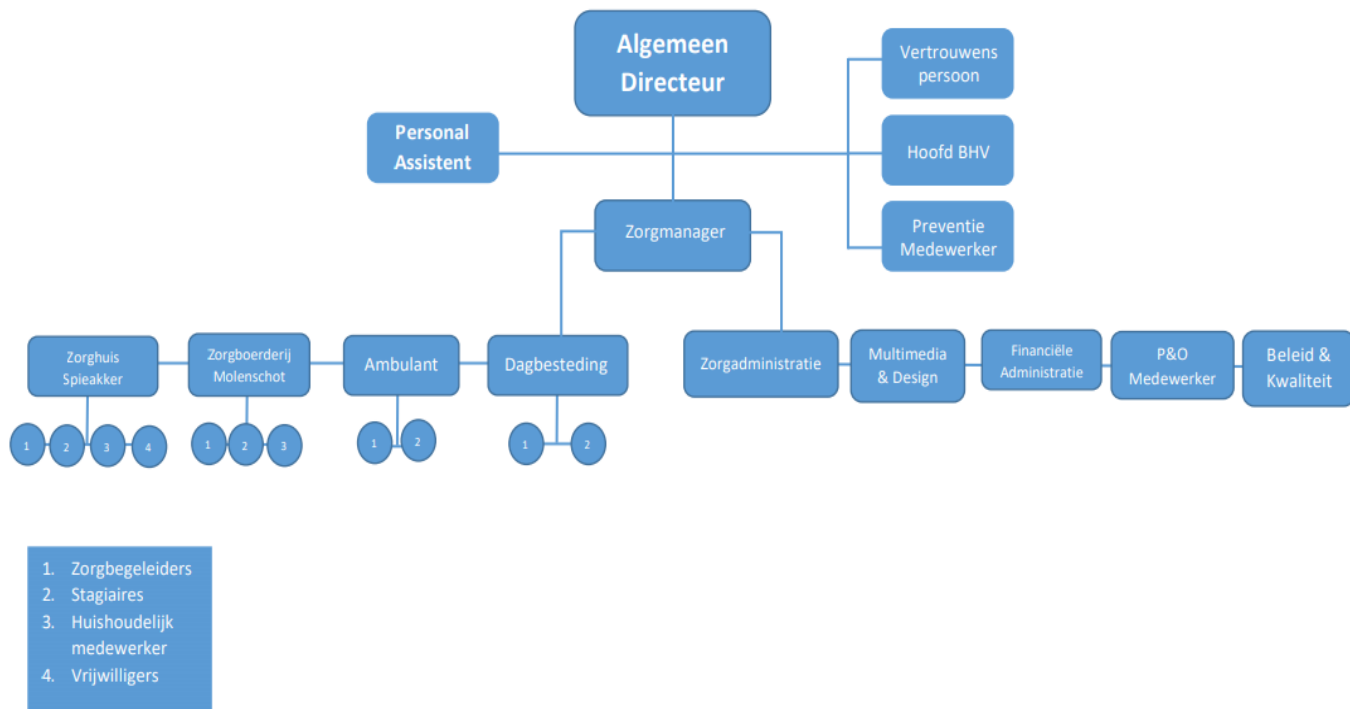 Algemeen
Directeur
Vertrouwens
persoon
Personal
Assistent
Hoofd BHV
Zorgmanager
Preventie
Medewerker
Zorghuis
Spieakker
Zorgboerderij
Molenschot
Ambulant
Dagbesteding
Zorgadministratie
Multimedia
& Design
Financiële
Administratie
P&O
Medewerker
Beleid &
Kwaliteit
1 2 3 4
1 2 3
1 2
1 2
1. Zorgbegeleiders
2. Stagiaires
3. Huishoudelijk
medewerker
4. Vrijwilligers